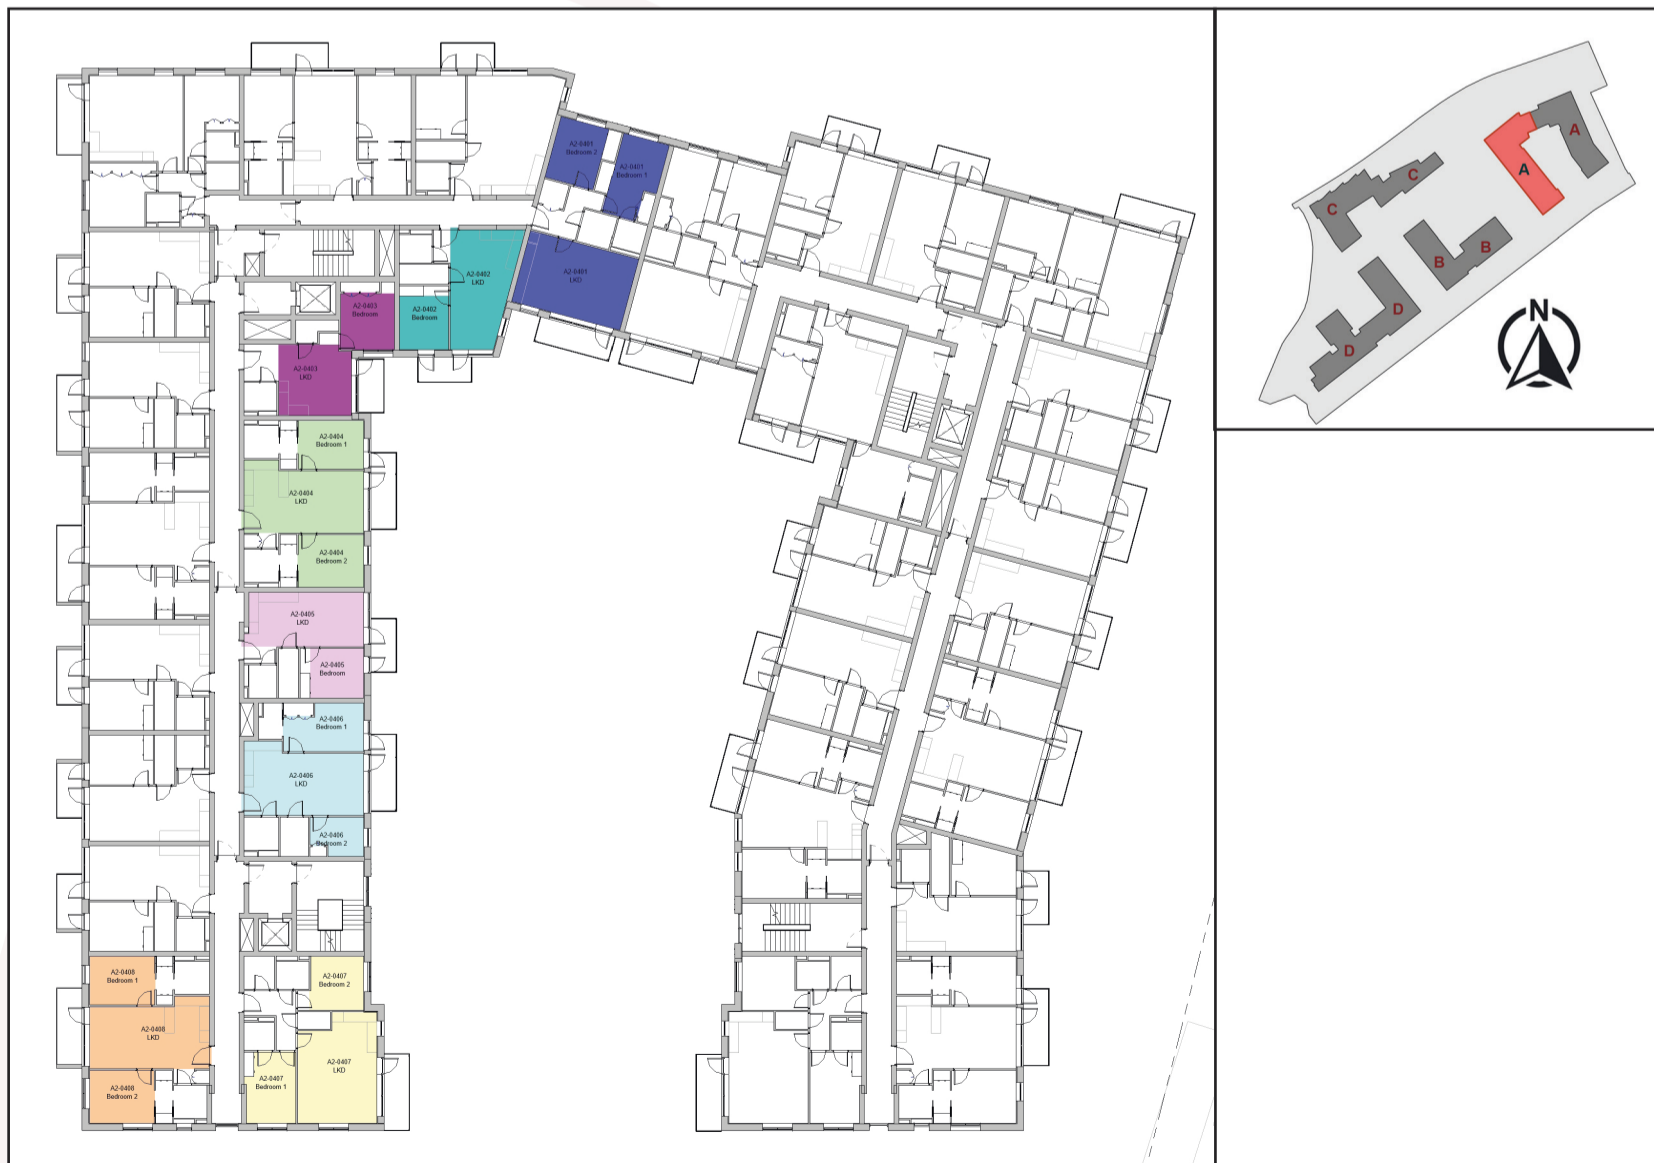 A2-0401
Bedroom 2
A2-0401
Bedroom 1
A2-0401
LKD
A2-0402
LKD
A2-0402
Bedroom
A2-0403
Bedroom
A2-0403
LKD
A2-0404
Bedroom 1
A2-0404
LKD
A2-0404
Bedroom 2
A2-0405
LKD
A2-0405
Bedroom
A2-0406
Bedroom 1
A2-0406
LKD
A2-0406
Bedroom 2
A2-0407
Bedroom 2
A2-0407
LKD
A2-0407
Bedroom 1
A2-0408
Bedroom 1
A2-0408
LKD
A2-0408
Bedroom 2
A
A
C
C
B
B
D
D
N